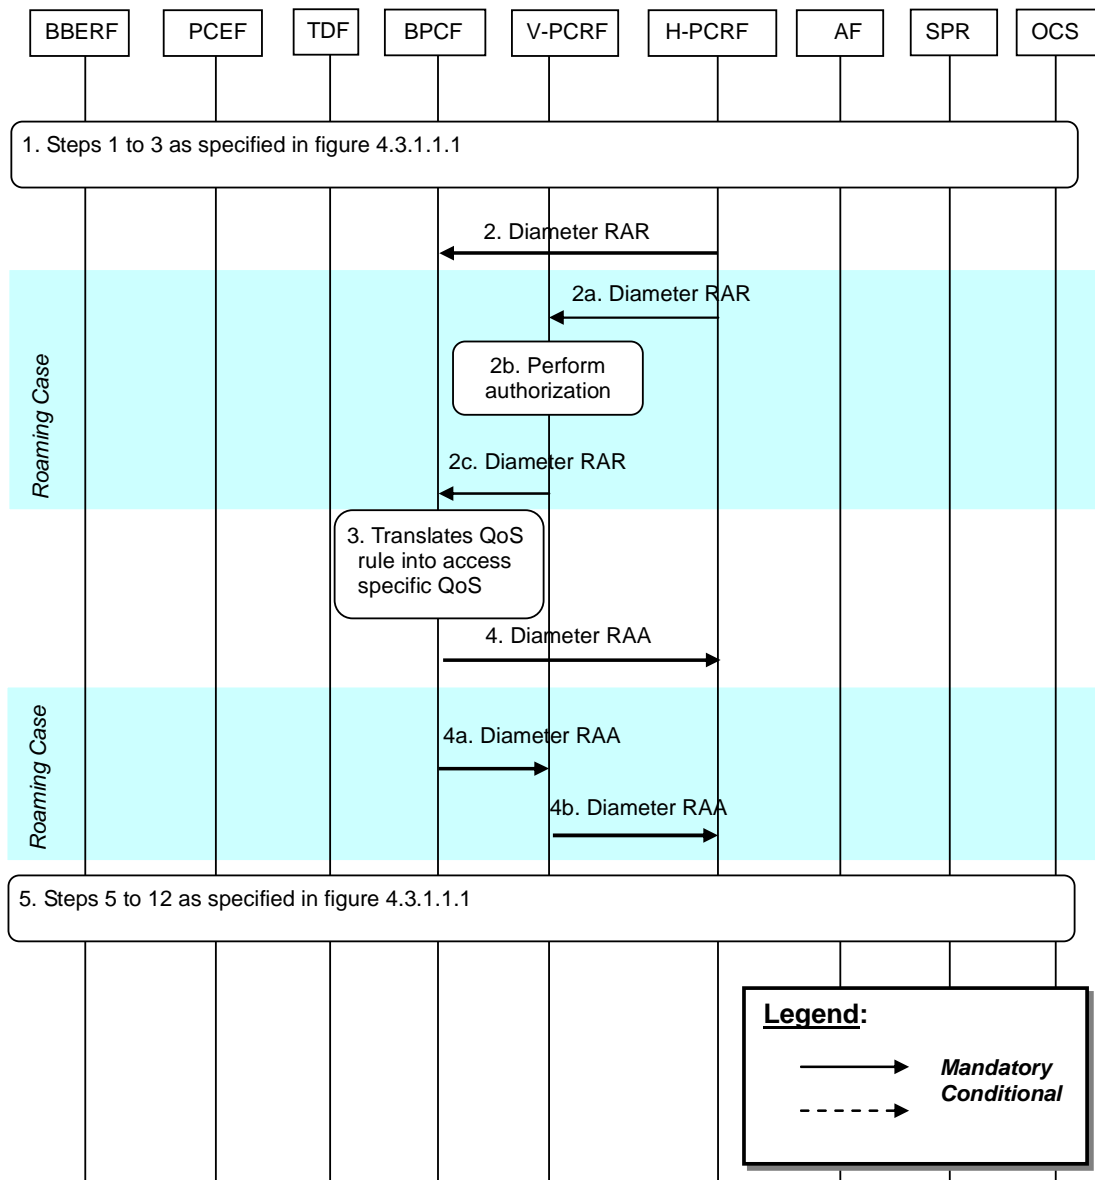 BBERF PCEF TDF BPCF V-PCRF H-PCRF AF SPR OCS
1. Steps 1 to 3 as specified in figure 4.3.1.1.1
2. Diameter RAR
Roaming Case
2a. Diameter RAR
2b. Perform
authorization
2c. Diameter RAR
3. Translates QoS
rule into access
specific QoS
4. Diameter RAA
Roaming Case
4a. Diameter RAA
4b. Diameter RAA
5. Steps 5 to 12 as specified in figure 4.3.1.1.1
Legend:
Mandatory
Conditional